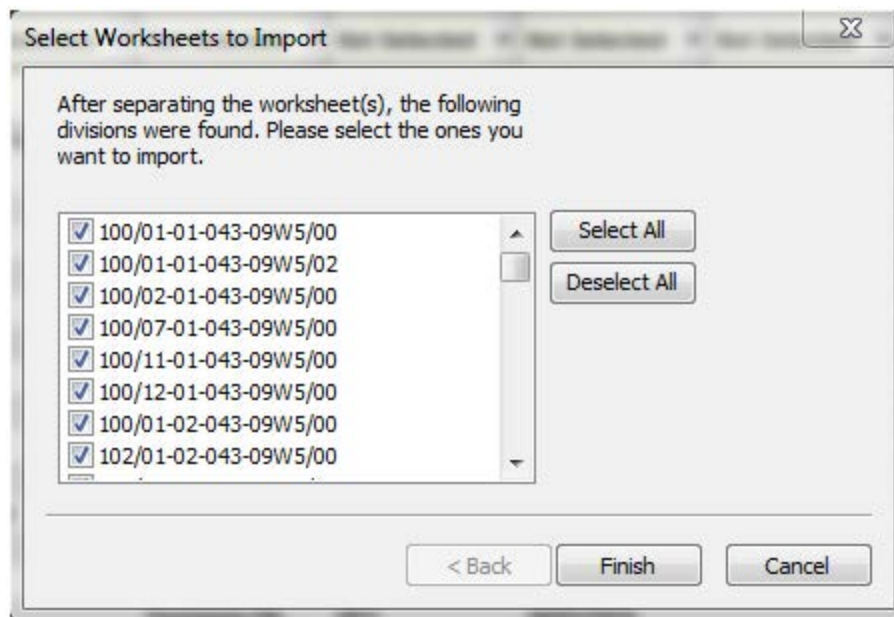 Select Worksheets to Import
After separating the worksheet(s), the following
divisions were found. Please select the ones you
want to import.
100/01-01-043-09W5/00
100/01-01-043-09W5/02
100/02-01-043-09W5/00
100/07-01-043-09W5/00
100/11-01-043-09W5/00
100/12-01-043-09W5/00
100/01-02-043-09W5/00
102/01-02-043-09W5/00
Select All
Deselect All
< Back
Finish
Cancel